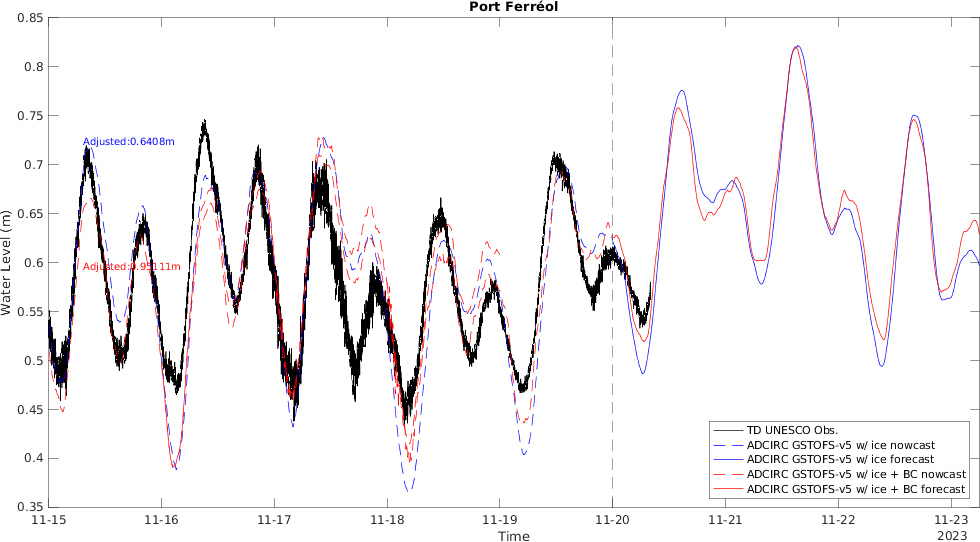 Port Ferréol
0.85
0.8
0.75
0.7
0.65
0.6
0.55
0.5
0.45
0.4
0.35
Water Level (m)
Adjusted:0.6408m
Adjusted:0.95111m
TD UNESCO Obs.
ADCIRC GSTOFS-v5 w/ ice nowcast
ADCIRC GSTOFS-v5 w/ ice forecast
ADCIRC GSTOFS-v5 w/ ice + BC nowcast
ADCIRC GSTOFS-v5 w/ ice + BC forecast
11-15 11-16 11-17 11-18 11-19 11-20 11-21 11-22 11-23
Time
2023